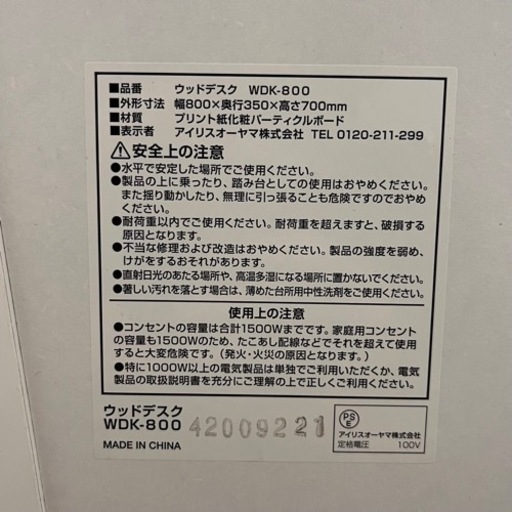 ■品番　ウッドデスク　WDK-800
■外形寸法　幅800×奥行350×高さ700mm
■材質　プリント紙化粧パーティクルボード
■表示者　アイリスオーヤマ株式会社　TEL 0120-211-299
⚠安全上の注意
●水平で安定した場所でご使用ください。
●製品の上に乗ったり、踏み台としての使用はおやめください。
また揺り動かしたり、無理に引っ張ることも危険ですのでおやめ
ください。
●耐荷重以内でご使用ください。耐荷重を超えますと、破損する
原因となります。
●不当な修理および改造はおやめください。製品の強度を弱め、
けがをするおそれがあります。
●直射日光のあたる場所や、高温多湿になる場所に置かないでください。
●著しい汚れを落とす場合は、薄めた台所用中性洗剤をご使用ください。
使用上の注意
●コンセントの容量は合計1500Wまでです。家庭用コンセント
の容量も1500Wのため、たこあし配線などでそれを超えて使用
すると大変危険です。（発火・火災の原因となります。）
●特に1000W以上の電気製品は単独でご利用いただくか、電気
製品の取扱説明書を充分にご理解の上で正しくご利用ください。
ウッドデスク
WDK-800 42009221
MADE IN CHINA
PSE
アイリスオーヤマ株式会社
定格電圧　100V